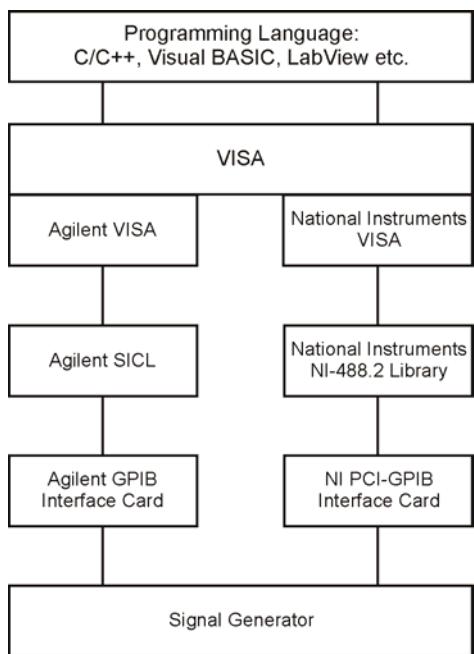 Programming Language:
C/C++, Visual BASIC, LabView etc.
VISA
Agilent VISA
National Instruments
VISA
Agilent SICL
National Instruments
NI-488.2 Library
Agilent GPIB
Interface Card
NI PCI-GPIB
Interface Card
Signal Generator